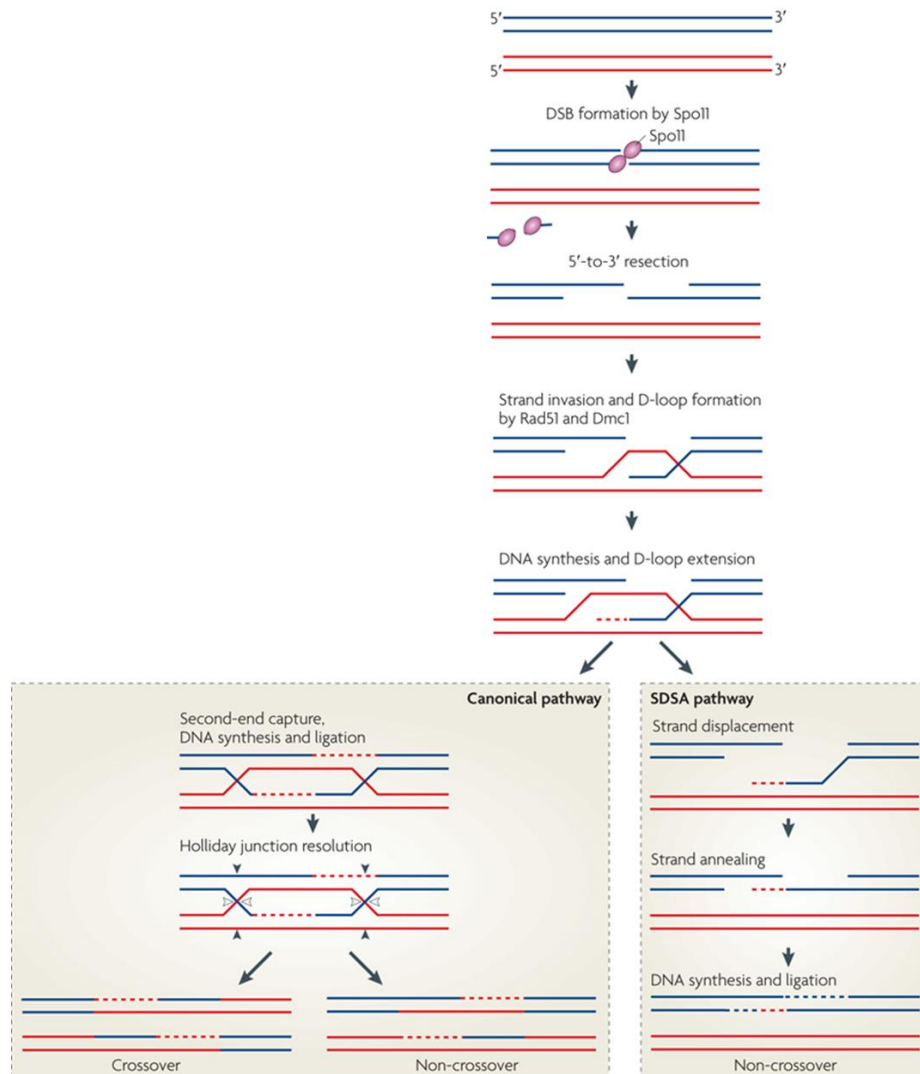 5′ 3′
5′ 3′
DSB formation by Spo11
Spo11
5′-to-3′ resection
Strand invasion and D-loop formation
by Rad51 and Dmc1
DNA synthesis and D-loop extension
Canonical pathway
Second-end capture,
DNA synthesis and ligation
Holliday junction resolution
Crossover
Non-crossover
SDSA pathway
Strand displacement
Strand annealing
DNA synthesis and ligation
Non-crossover